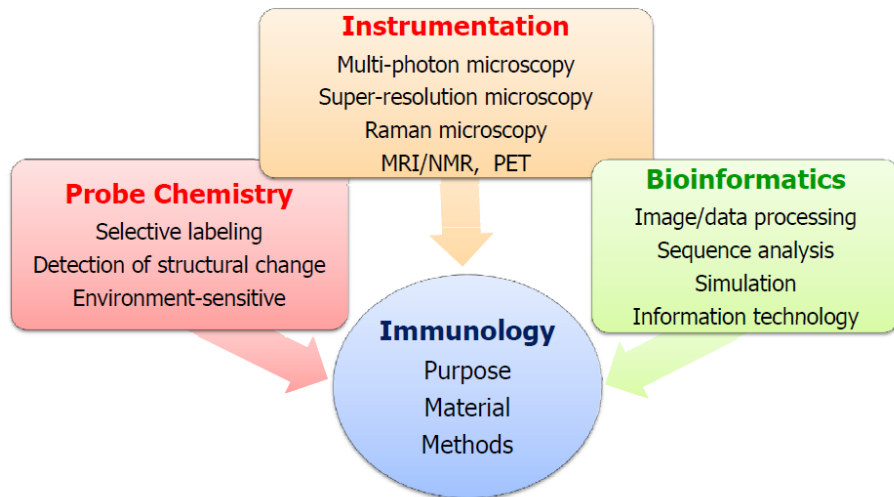 Instrumentation
Multi-photon microscopy
Super-resolution microscopy
Raman microscopy
MRI/NMR, PET
Probe Chemistry
Selective labeling
Detection of structural change
Environment-sensitive
Bioinformatics
Image/data processing
Sequence analysis
Simulation
Information technology
Immunology
Purpose
Material
Methods